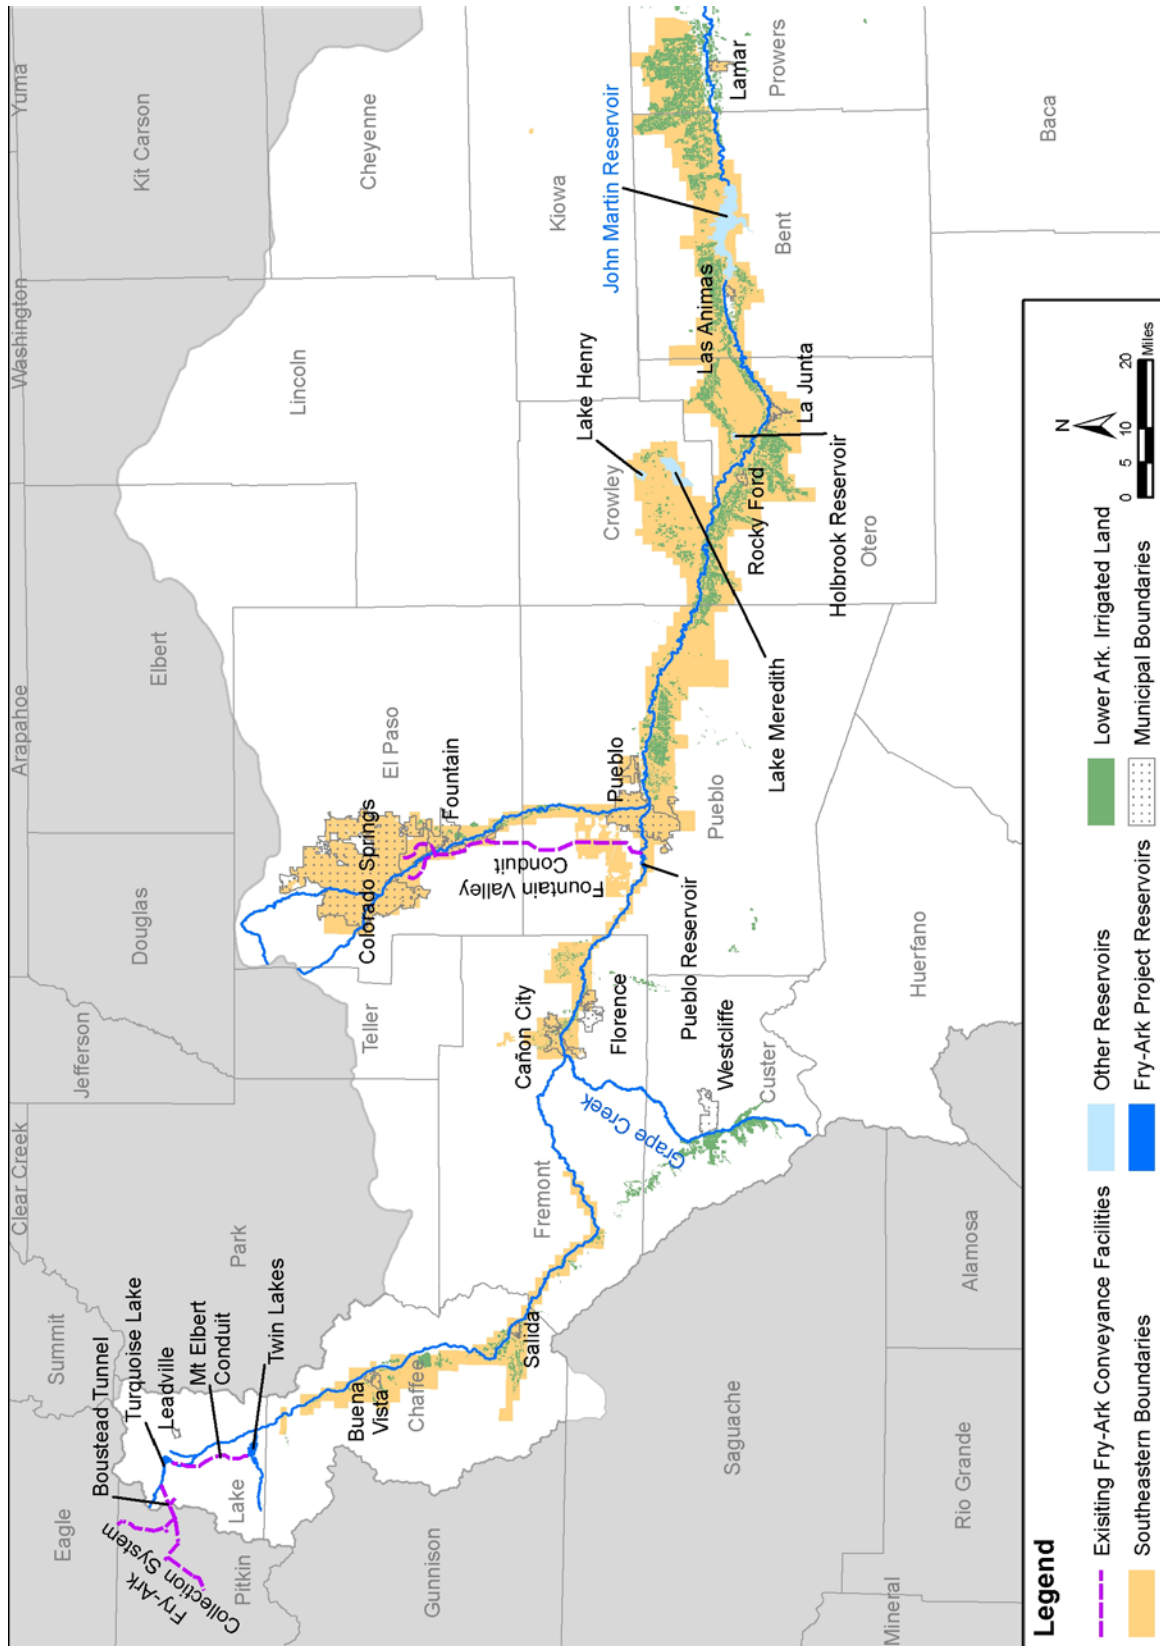 Yuma
Washington
Arapahoe
Clear Creek
Kit Carson
Elbert
Douglas
Jefferson
Summit
Eagle
Cheyenne
Lincoln
El Paso
Teller
Park
Lake
Pitkin
Gunnison
Chaffee
Fremont
Kiowa
Crowley
Prowers
Bent
Otero
Pueblo
Custer
Huerfano
Baca
Saguache
Alamosa
Rio Grande
Mineral
Fry-Ark
Collection System
Boustead Tunnel
Turquoise Lake
Leadville
Mt Elbert
Conduit
Twin Lakes
Buena
Vista
Salida
Cañon City
Florence
Grape Creek
Westcliffe
Colorado Springs
Fountain
Fountain Valley
Conduit
Pueblo
Pueblo Reservoir
Lake Henry
Lake Meredith
Rocky Ford
Holbrook Reservoir
La Junta
Las Animas
John Martin Reservoir
Lamar
N
0 5 10 20
Miles
Legend
Exisiting Fry-Ark Conveyance Facilities
Other Reservoirs
Lower Ark. Irrigated Land
Southeastern Boundaries
Fry-Ark Project Reservoirs
Municipal Boundaries